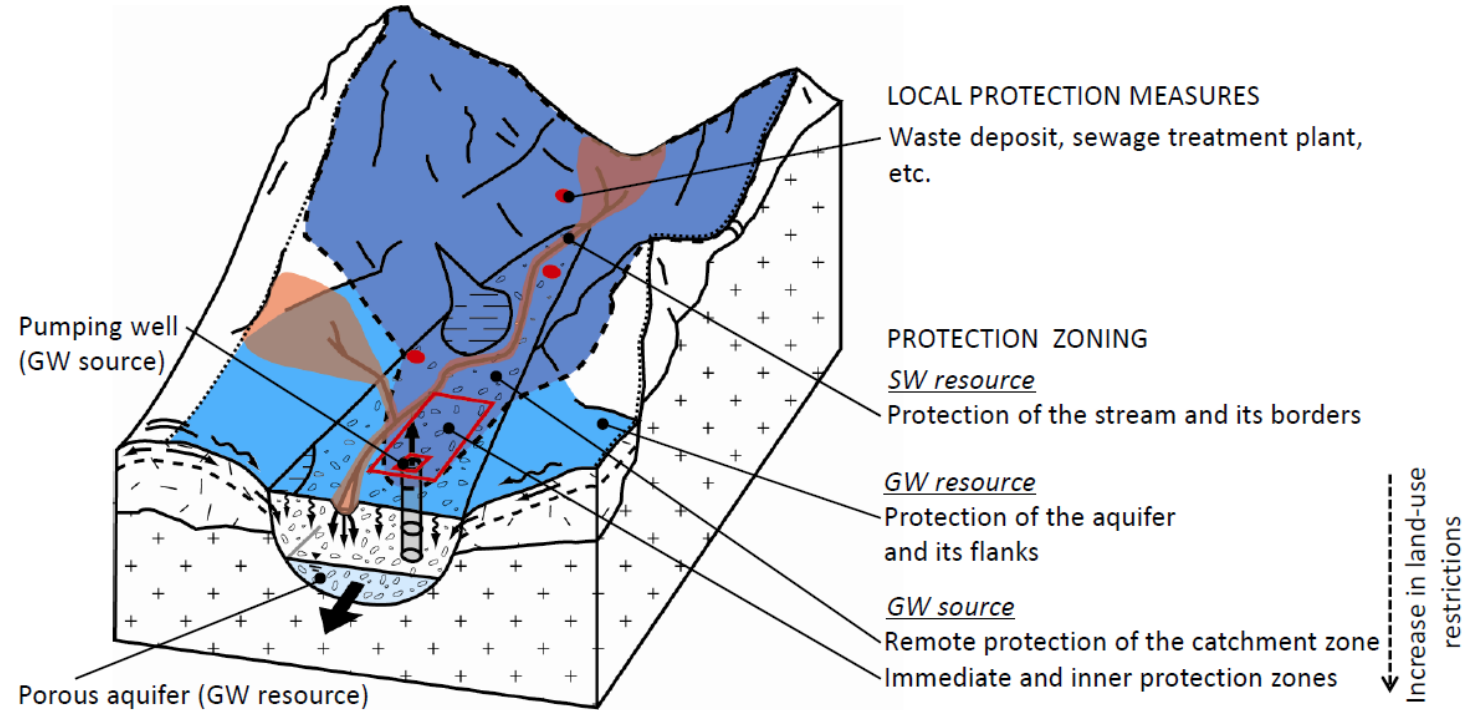 LOCAL PROTECTION MEASURES
Waste deposit, sewage treatment plant,
etc.
Pumping well
(GW source)
PROTECTION ZONING
SW resource
Protection of the stream and its borders
GW resource
Protection of the aquifer
and its flanks
GW source
Remote protection of the catchment zone
Immediate and inner protection zones
Increase in land-use
restrictions
Porous aquifer (GW resource)